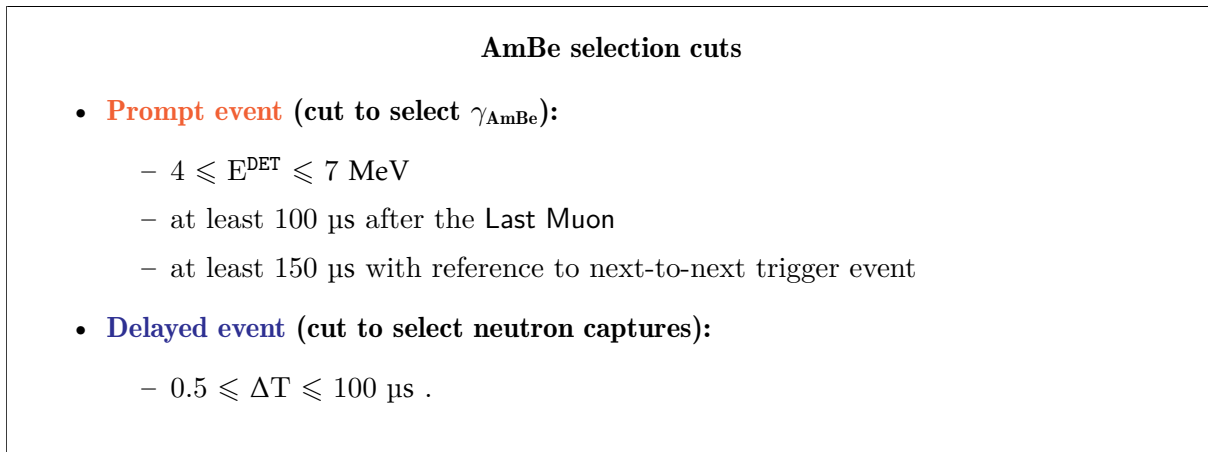 AmBe selection cuts
• Prompt event (cut to select γAmBe):
– 4 ⩽ E^DET ⩽ 7 MeV
– at least 100 µs after the Last Muon
– at least 150 µs with reference to next-to-next trigger event
• Delayed event (cut to select neutron captures):
– 0.5 ⩽ ΔT ⩽ 100 µs .